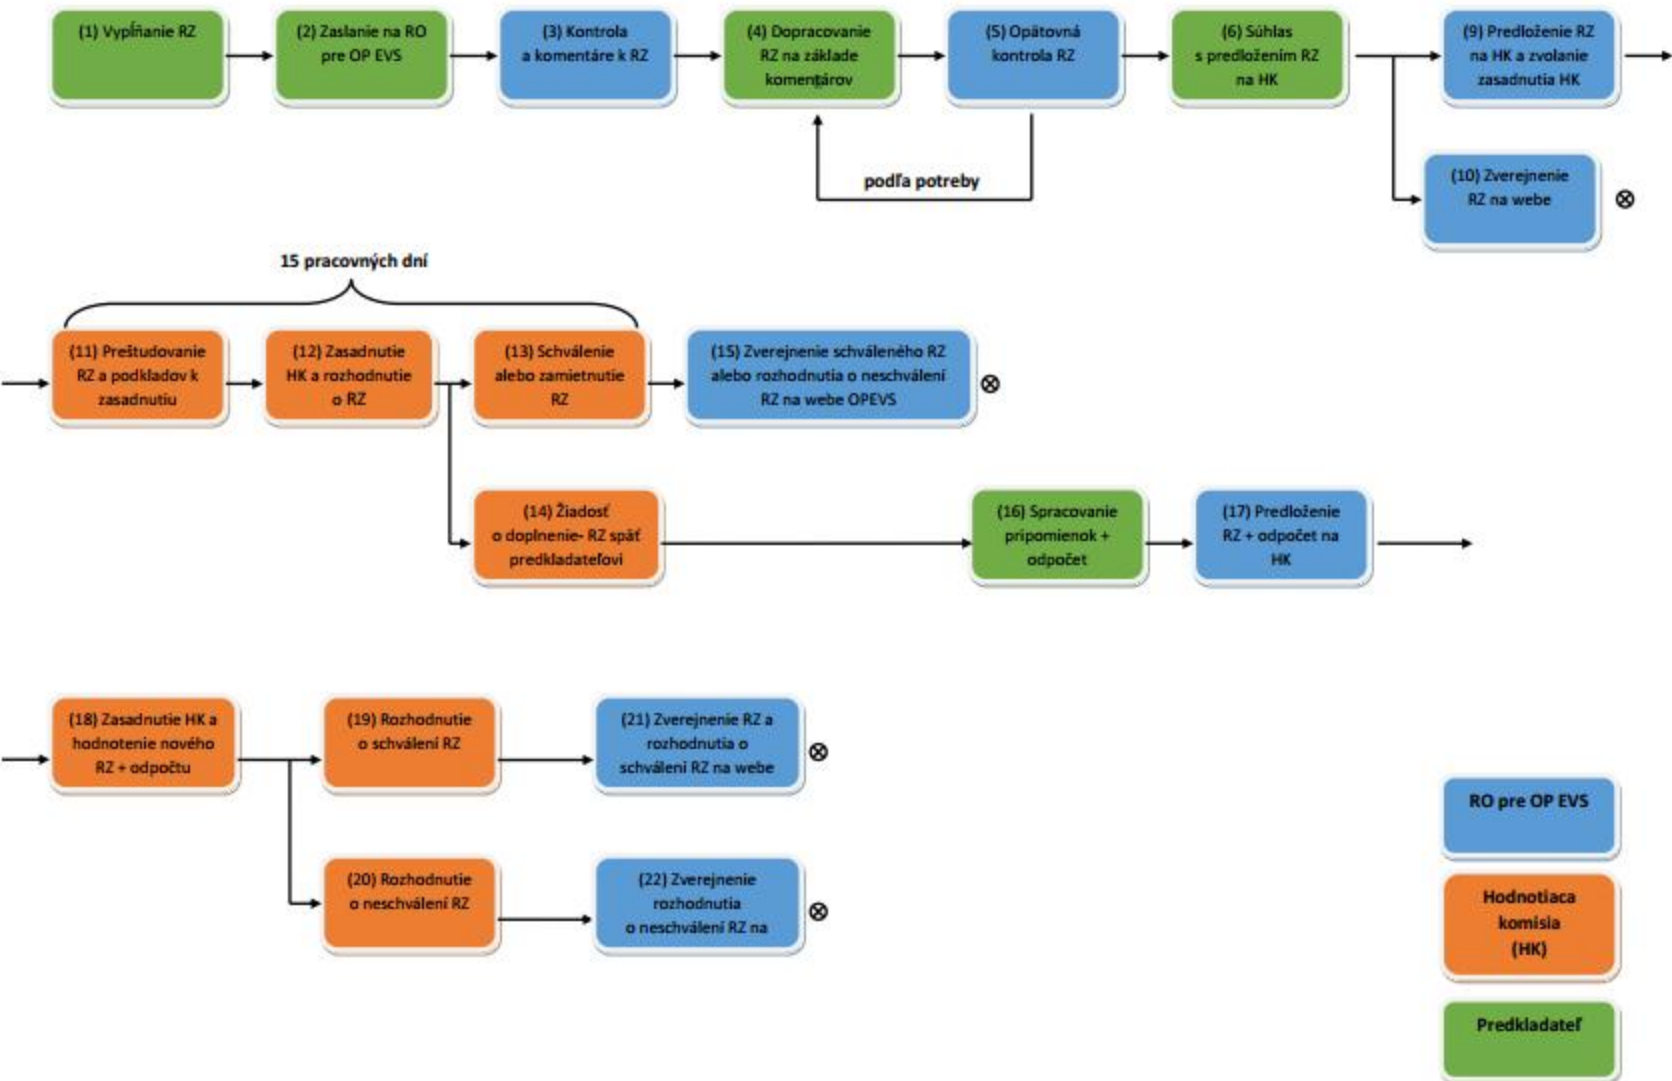 (1) Vypĺňanie RZ
(2) Zaslanie na RO
pre OP EVS
(3) Kontrola
a komentáre k RZ
(4) Dopracovanie
RZ na základe
komentárov
(5) Opätovná
kontrola RZ
(6) Súhlas
s predložením RZ
na HK
(9) Predloženie RZ
na HK a zvolanie
zasadnutia HK
podľa potreby
(10) Zverejnenie
RZ na webe
15 pracovných dní
(11) Preštudovanie
RZ a podkladov k
zasadnutiu
(12) Zasadnutie
HK a rozhodnutie
o RZ
(13) Schválenie
alebo zamietnutie
RZ
(15) Zverejnenie schváleného RZ
alebo rozhodnutia o neschválení
RZ na webe OPEVS
(14) Žiadosť
o doplnenie- RZ späť
predkladateľovi
(16) Spracovanie
pripomienok +
odpočet
(17) Predloženie
RZ + odpočet na
HK
(18) Zasadnutie HK a
hodnotenie nového
RZ + odpočtu
(19) Rozhodnutie
o schválení RZ
(21) Zverejnenie RZ a
rozhodnutia o
schválení RZ na webe
(20) Rozhodnutie
o neschválení RZ
(22) Zverejnenie
rozhodnutia
o neschválení RZ na
RO pre OP EVS
Hodnotiaca
komisia
(HK)
Predkladateľ